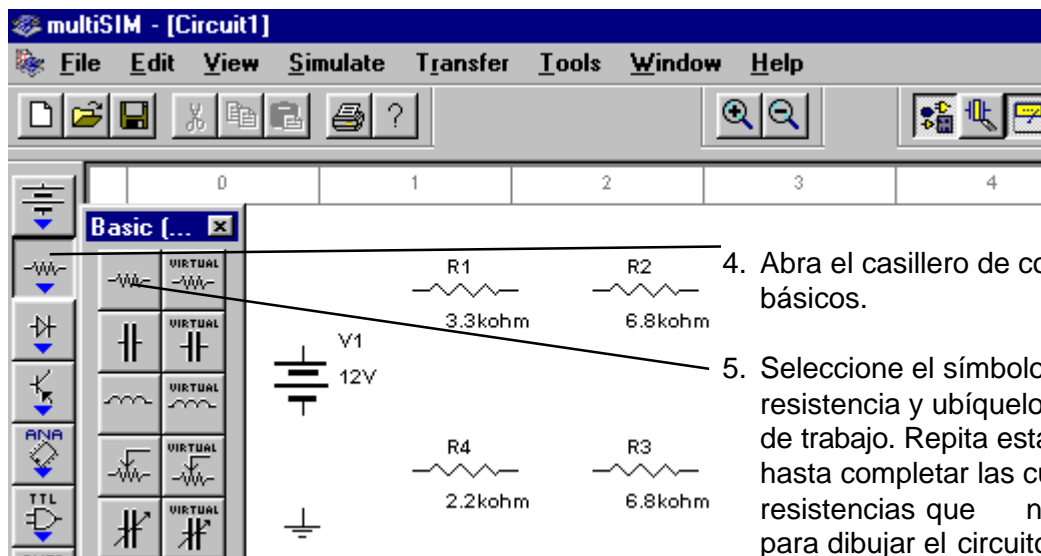 multiSIM - [Circuit1]
File Edit View Simulate Transfer Tools Window Help
0 1 2 3 4
Basic (...
VIRTUAL
VIRTUAL
VIRTUAL
VIRTUAL
VIRTUAL
ANA
TTL
R1 R2
3.3kohm 6.8kohm
V1
12V
R4 R3
2.2kohm 6.8kohm
4. Abra el casillero de co
básicos.
5. Seleccione el símbolo
resistencia y ubíquelo
de trabajo. Repita esta
hasta completar las cu
resistencias que n
para dibujar el circuito